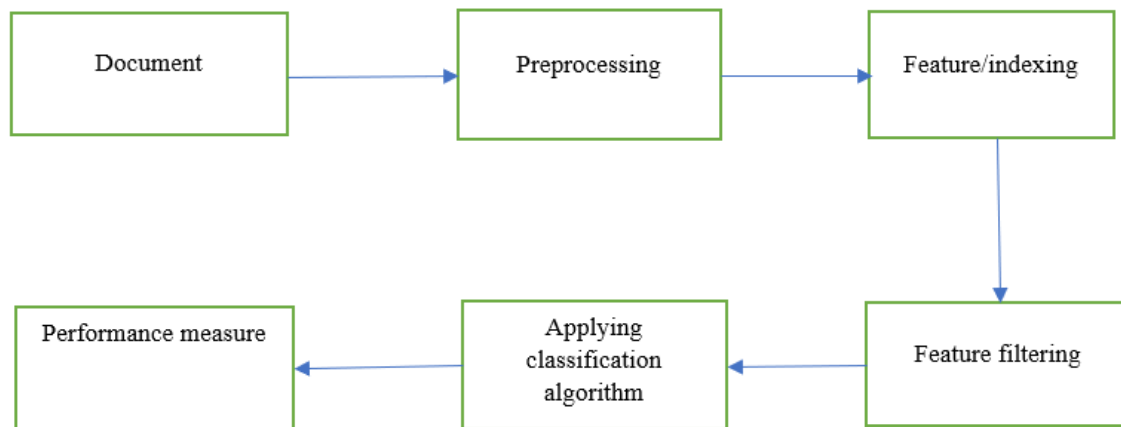 Document
Preprocessing
Feature/indexing
Feature filtering
Applying
classification
algorithm
Performance measure